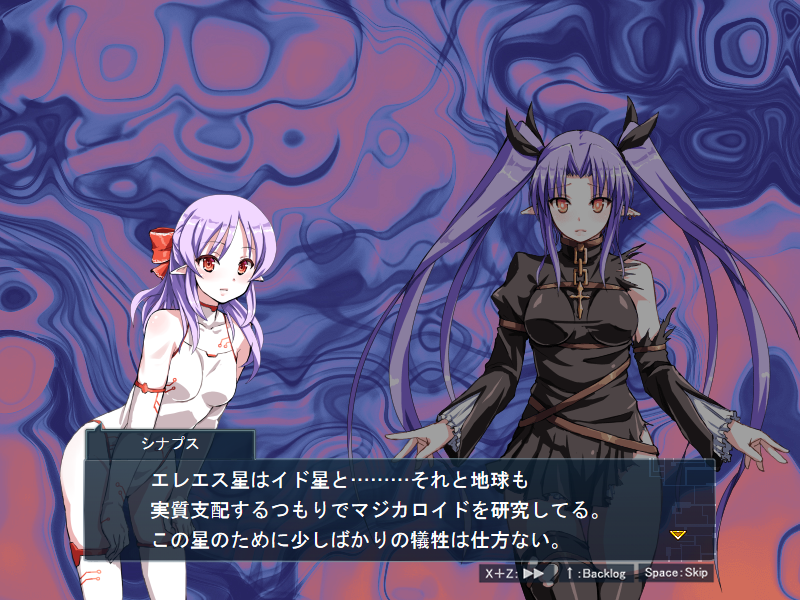 シナプス
エレエス星はイド星と………それと地球も
実質支配するつもりでマジカロイドを研究してる。
この星のために少しばかりの犠牲は仕方ない。
X+Z:▶▶ ↑:Backlog Space:Skip